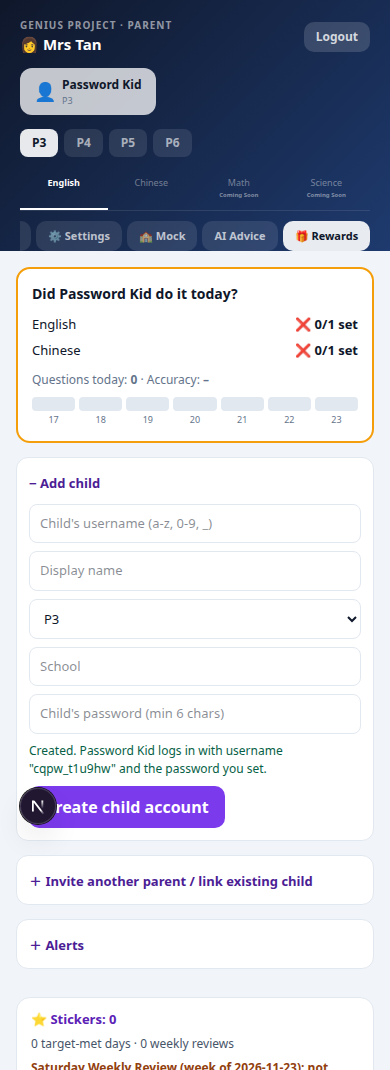 GENIUS PROJECT · PARENT
👩 Mrs Tan
Logout
👤 Password Kid
P3
P3 P4 P5 P6
English Chinese Math Science
Coming Soon Coming Soon
⚙️ Settings 🏫 Mock AI Advice 🎁 Rewards
Did Password Kid do it today?
English ❌ 0/1 set
Chinese ❌ 0/1 set
Questions today: 0 · Accuracy: –
17 18 19 20 21 22 23
− Add child
Child's username (a-z, 0-9, _)
Display name
P3
School
Child's password (min 6 chars)
Created. Password Kid logs in with username
"cqpw_t1u9hw" and the password you set.
N
reate child account
+ Invite another parent / link existing child
+ Alerts
⭐ Stickers: 0
0 target-met days · 0 weekly reviews
Saturday Weekly Review (week of 2026-11-23): not